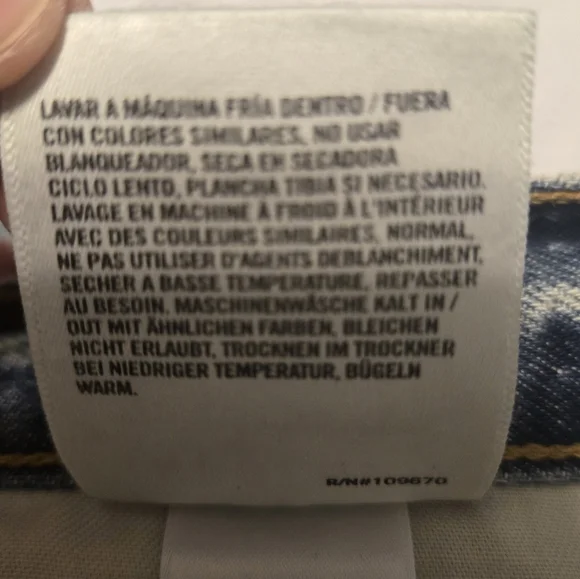 LAVAR A MÁQUINA FRÍA DENTRO / FUERA
CON COLORES SIMILARES, NO USAR
BLANQUEADOR, SECA EN SECADORA
CICLO LENTO, PLANCHA TIBIA SI NECESARIO.
LAVAGE EN MACHINE À FROID À L'INTÉRIEUR
AVEC DES COULEURS SIMILAIRES, NORMAL,
NE PAS UTILISER D'AGENTS DEBLANCHIMENT,
SECHER A BASSE TEMPERATURE, REPASSER
AU BESOIN. MASCHINENWÄSCHE KALT IN /
OUT MIT ÄHNLICHEN FARBEN, BLEICHEN
NICHT ERLAUBT, TROCKNEN IM TROCKNER
BEI NIEDRIGER TEMPERATUR, BÜGELN
WARM.
R/N#109670